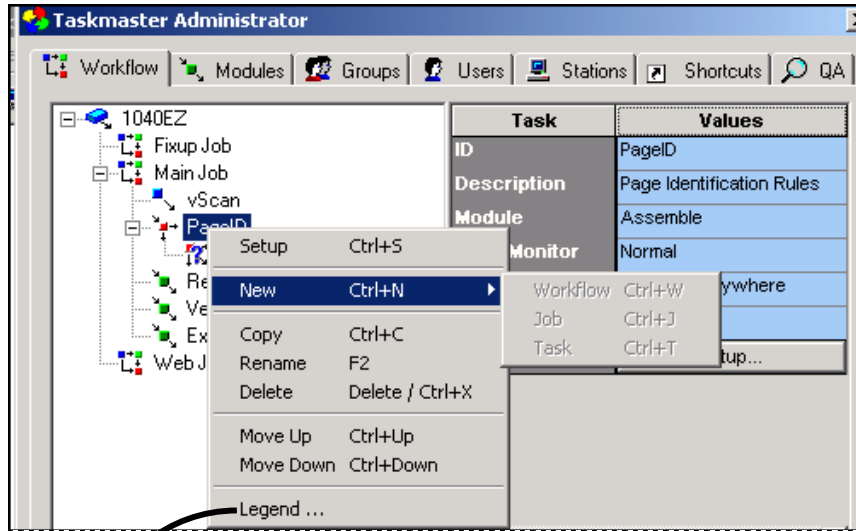 Taskmaster Administrator
Workflow Modules Groups Users Stations Shortcuts QA
1040EZ
Fixup Job
Main Job
vScan
PageID
Re
Ve
Ex
Web J
Task Values
ID PageID
Description Page Identification Rules
Module Assemble
Monitor Normal
ywhere
tup...
Setup Ctrl+S
New Ctrl+N
Copy Ctrl+C
Rename F2
Delete Delete / Ctrl+X
Move Up Ctrl+Up
Move Down Ctrl+Down
Legend ...
Workflow Ctrl+W
Job Ctrl+J
Task Ctrl+T